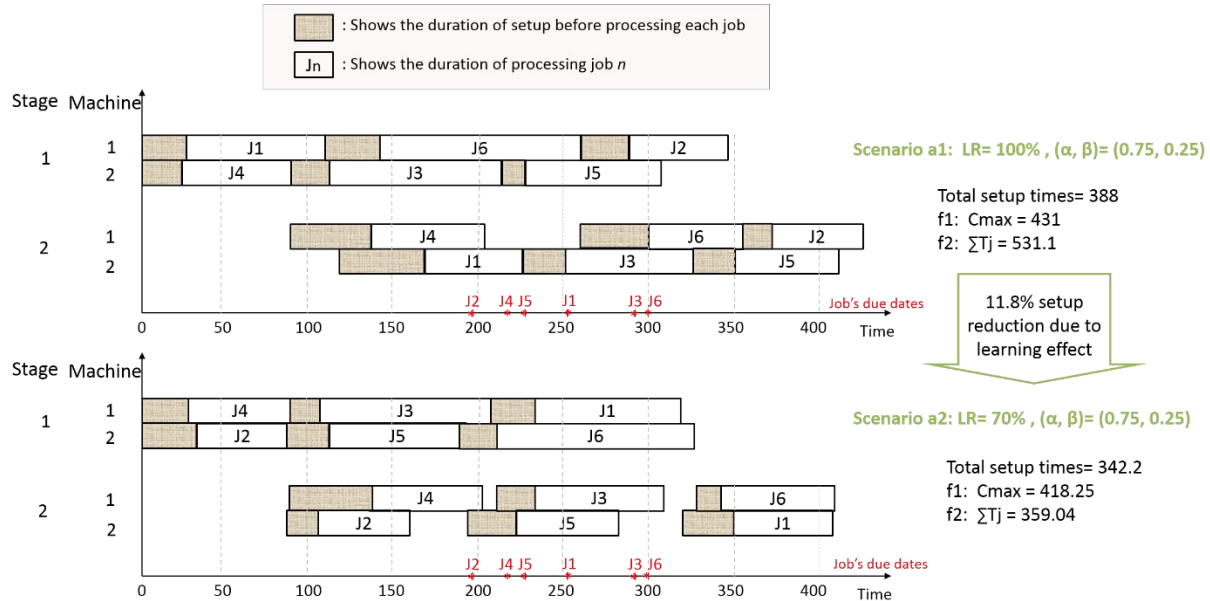 : Shows the duration of setup before processing each job
Jn : Shows the duration of processing job n
Stage Machine
1 1 J1 J6 J2
2 J4 J3 J5
2 1 J4 J6 J2
2 J1 J3 J5
J2 J4 J5 J1 J3 J6 Job's due dates
0 50 100 150 200 250 300 350 400 Time
Scenario a1: LR= 100% , (α, β)= (0.75, 0.25)
Total setup times= 388
f1: Cmax = 431
f2: ∑Tj = 531.1
11.8% setup
reduction due to
learning effect
Stage Machine
1 1 J4 J3 J1
2 J2 J5 J6
2 1 J4 J3 J6
2 J2 J5 J1
J2 J4 J5 J1 J3 J6 Job's due dates
0 50 100 150 200 250 300 350 400 Time
Scenario a2: LR= 70% , (α, β)= (0.75, 0.25)
Total setup times= 342.2
f1: Cmax = 418.25
f2: ∑Tj = 359.04